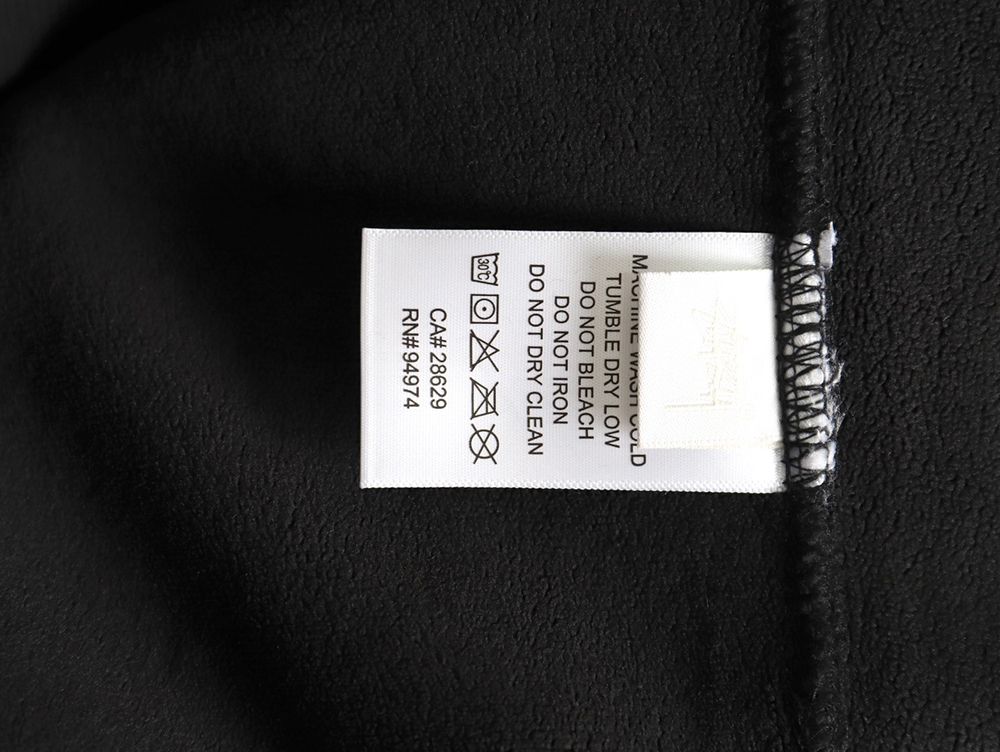 MACHINE WASH COLD
TUMBLE DRY LOW
DO NOT BLEACH
DO NOT IRON
DO NOT DRY CLEAN
30℃
CA# 28629
RN# 94974